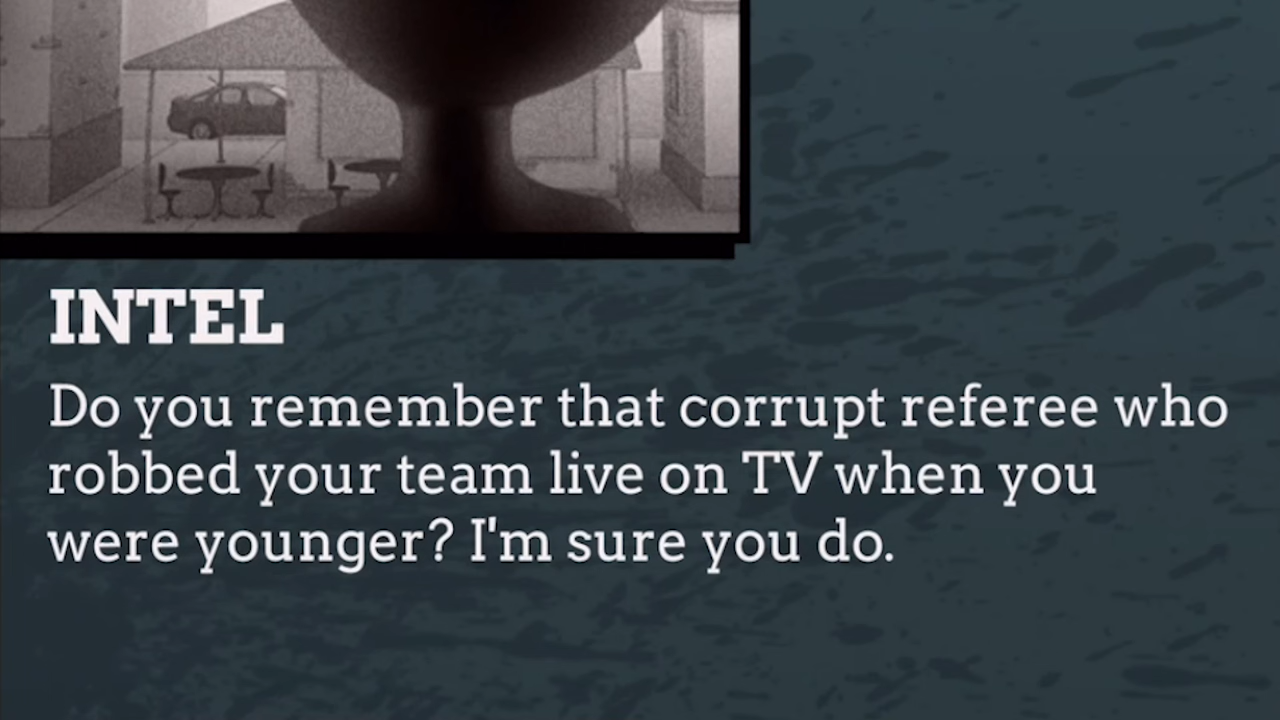 INTEL
Do you remember that corrupt referee who
robbed your team live on TV when you
were younger? I'm sure you do.